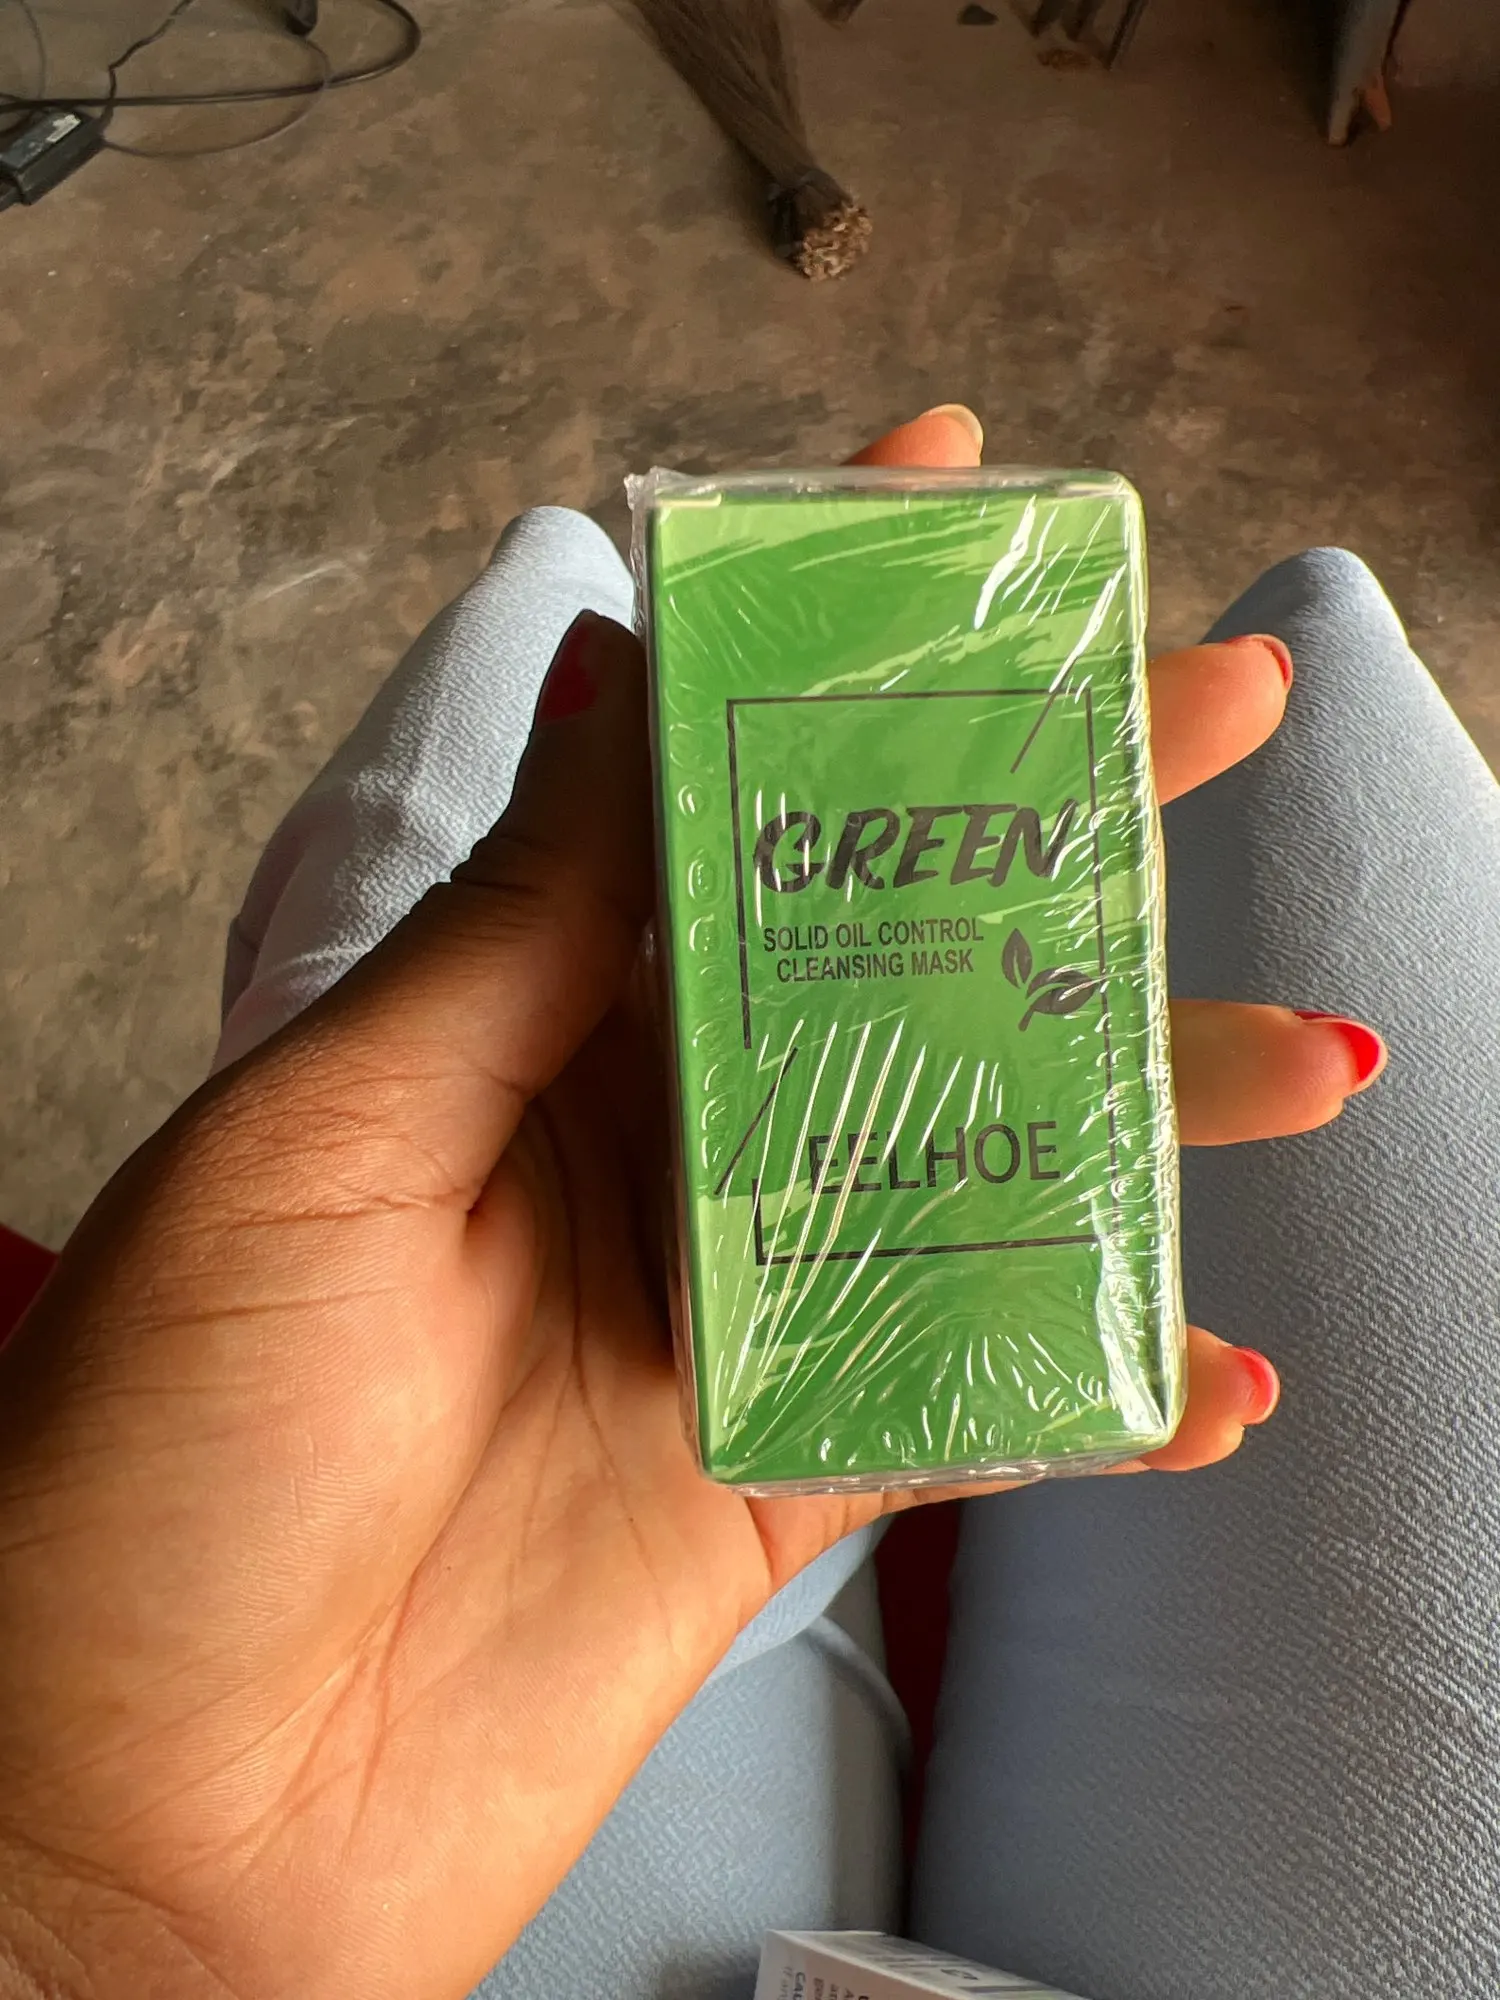 GREEN
SOLID OIL CONTROL
CLEANSING MASK
EELHOE